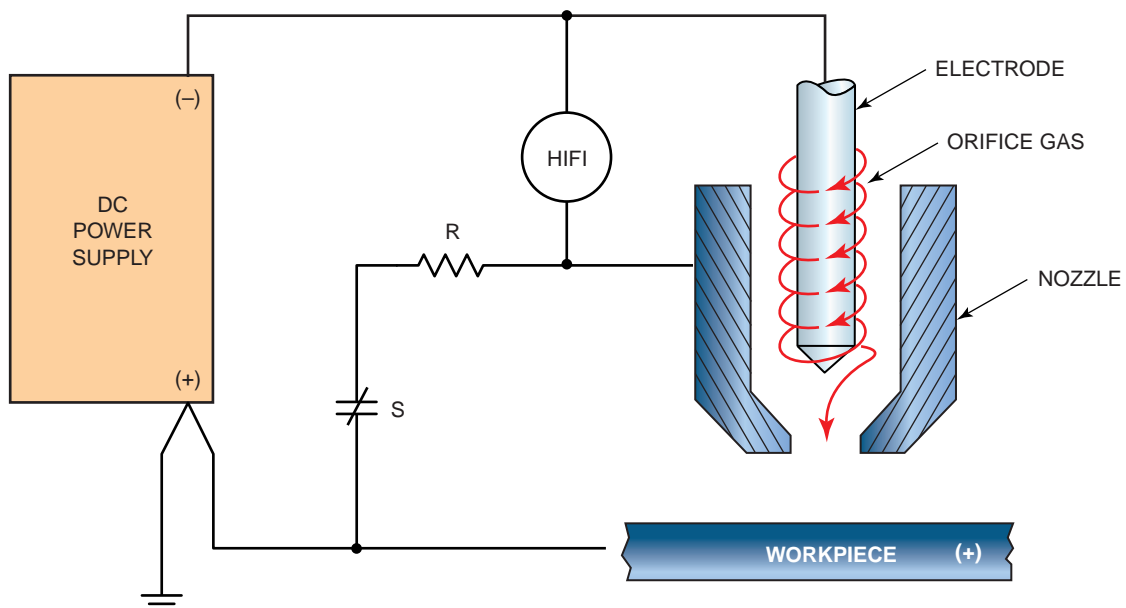 (–)
DC
POWER
SUPPLY
(+)
HIFI
R
S
ELECTRODE
ORIFICE GAS
NOZZLE
WORKPIECE (+)